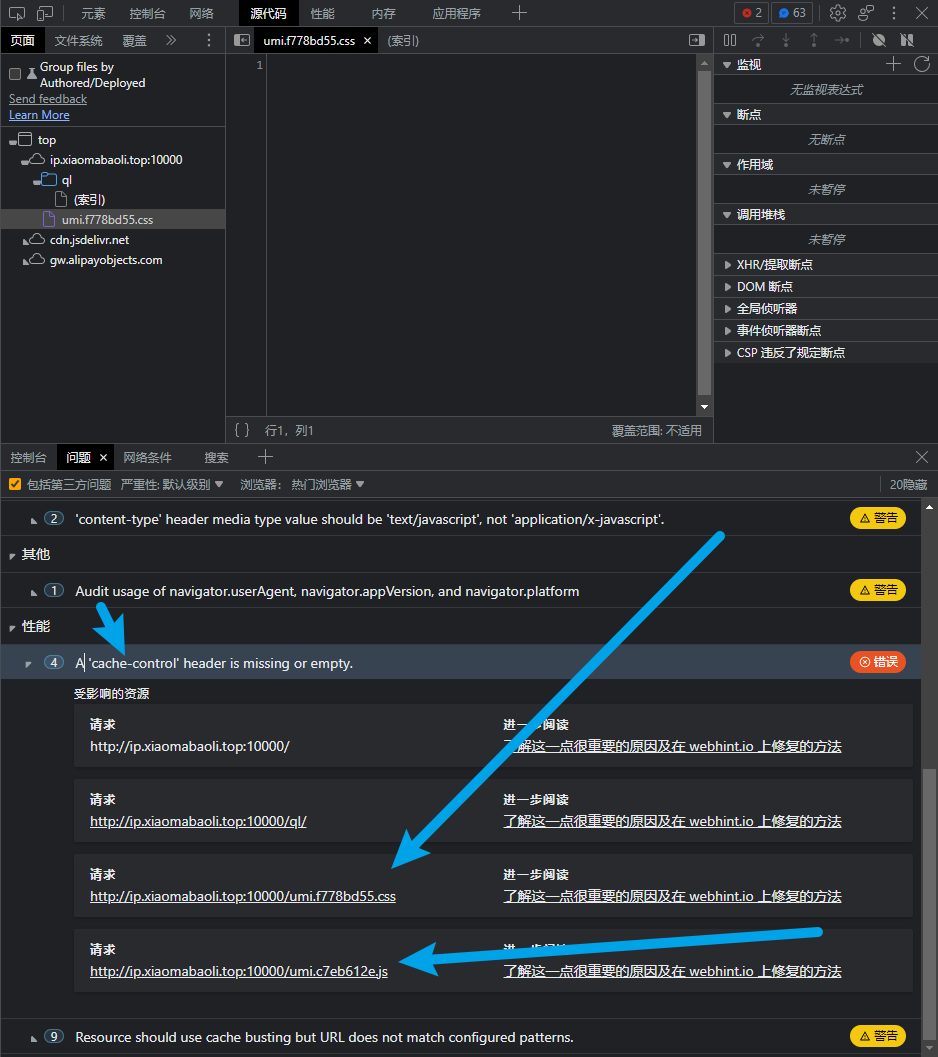 元素 控制台 网络 源代码 性能 内存 应用程序 2 63
页面 文件系统 覆盖 umi.f778bd55.css (索引)
Group files by
Authored/Deployed
Send feedback
Learn More
top
ip.xiaomabaoli.top:10000
ql
(索引)
umi.f778bd55.css
cdn.jsdelivr.net
gw.alipayobjects.com
1
{ } 行1，列1 覆盖范围: 不适用
监视
无监视表达式
断点
无断点
作用域
未暂停
调用堆栈
未暂停
XHR/提取断点
DOM 断点
全局侦听器
事件侦听器断点
CSP 违反了规定断点
控制台 问题 网络条件 搜索
包括第三方问题 严重性: 默认级别 浏览器: 热门浏览器 20隐藏
2 'content-type' header media type value should be 'text/javascript', not 'application/x-javascript'. 警告
其他
1 Audit usage of navigator.userAgent, navigator.appVersion, and navigator.platform 警告
性能
4 A 'cache-control' header is missing or empty. 错误
受影响的资源
请求 进一步阅读
http://ip.xiaomabaoli.top:10000/ 了解这一点很重要的原因及在 webhint.io 上修复的方法
请求 进一步阅读
http://ip.xiaomabaoli.top:10000/ql/ 了解这一点很重要的原因及在 webhint.io 上修复的方法
请求 进一步阅读
http://ip.xiaomabaoli.top:10000/umi.f778bd55.css 了解这一点很重要的原因及在 webhint.io 上修复的方法
请求 进一步阅读
http://ip.xiaomabaoli.top:10000/umi.c7eb612e.js 了解这一点很重要的原因及在 webhint.io 上修复的方法
9 Resource should use cache busting but URL does not match configured patterns. 警告